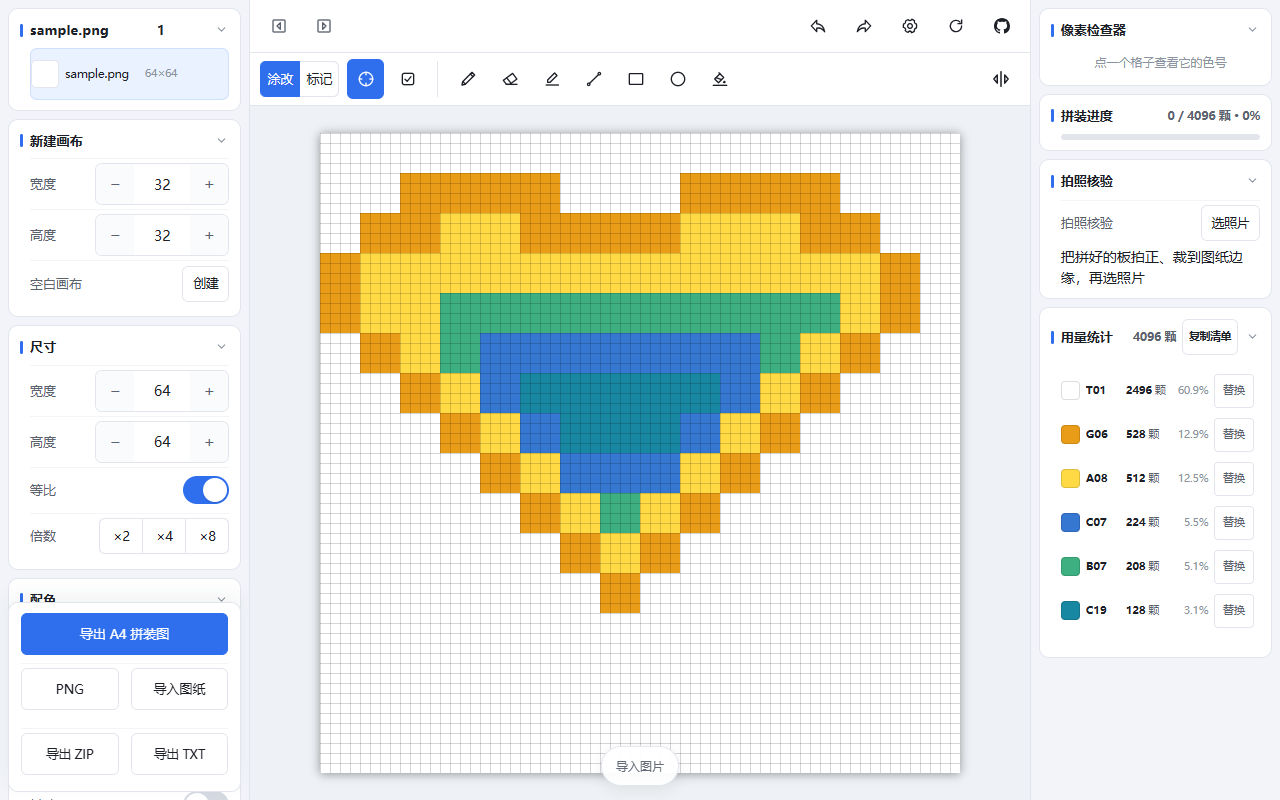 sample.png 1
sample.png 64×64
新建画布
宽度 − 32 +
高度 − 32 +
空白画布 创建
尺寸
宽度 − 64 +
高度 − 64 +
等比
倍数 ×2 ×4 ×8
配色
导出 A4 拼装图
PNG 导入图纸
导出 ZIP 导出 TXT
涂改 标记
导入图片
像素检查器
点一个格子查看它的色号
拼装进度 0 / 4096 颗 • 0%
拍照核验
拍照核验 选照片
把拼好的板拍正、裁到图纸边
缘，再选照片
用量统计 4096 颗 复制清单
T01 2496 颗 60.9% 替换
G06 528 颗 12.9% 替换
A08 512 颗 12.5% 替换
C07 224 颗 5.5% 替换
B07 208 颗 5.1% 替换
C19 128 颗 3.1% 替换